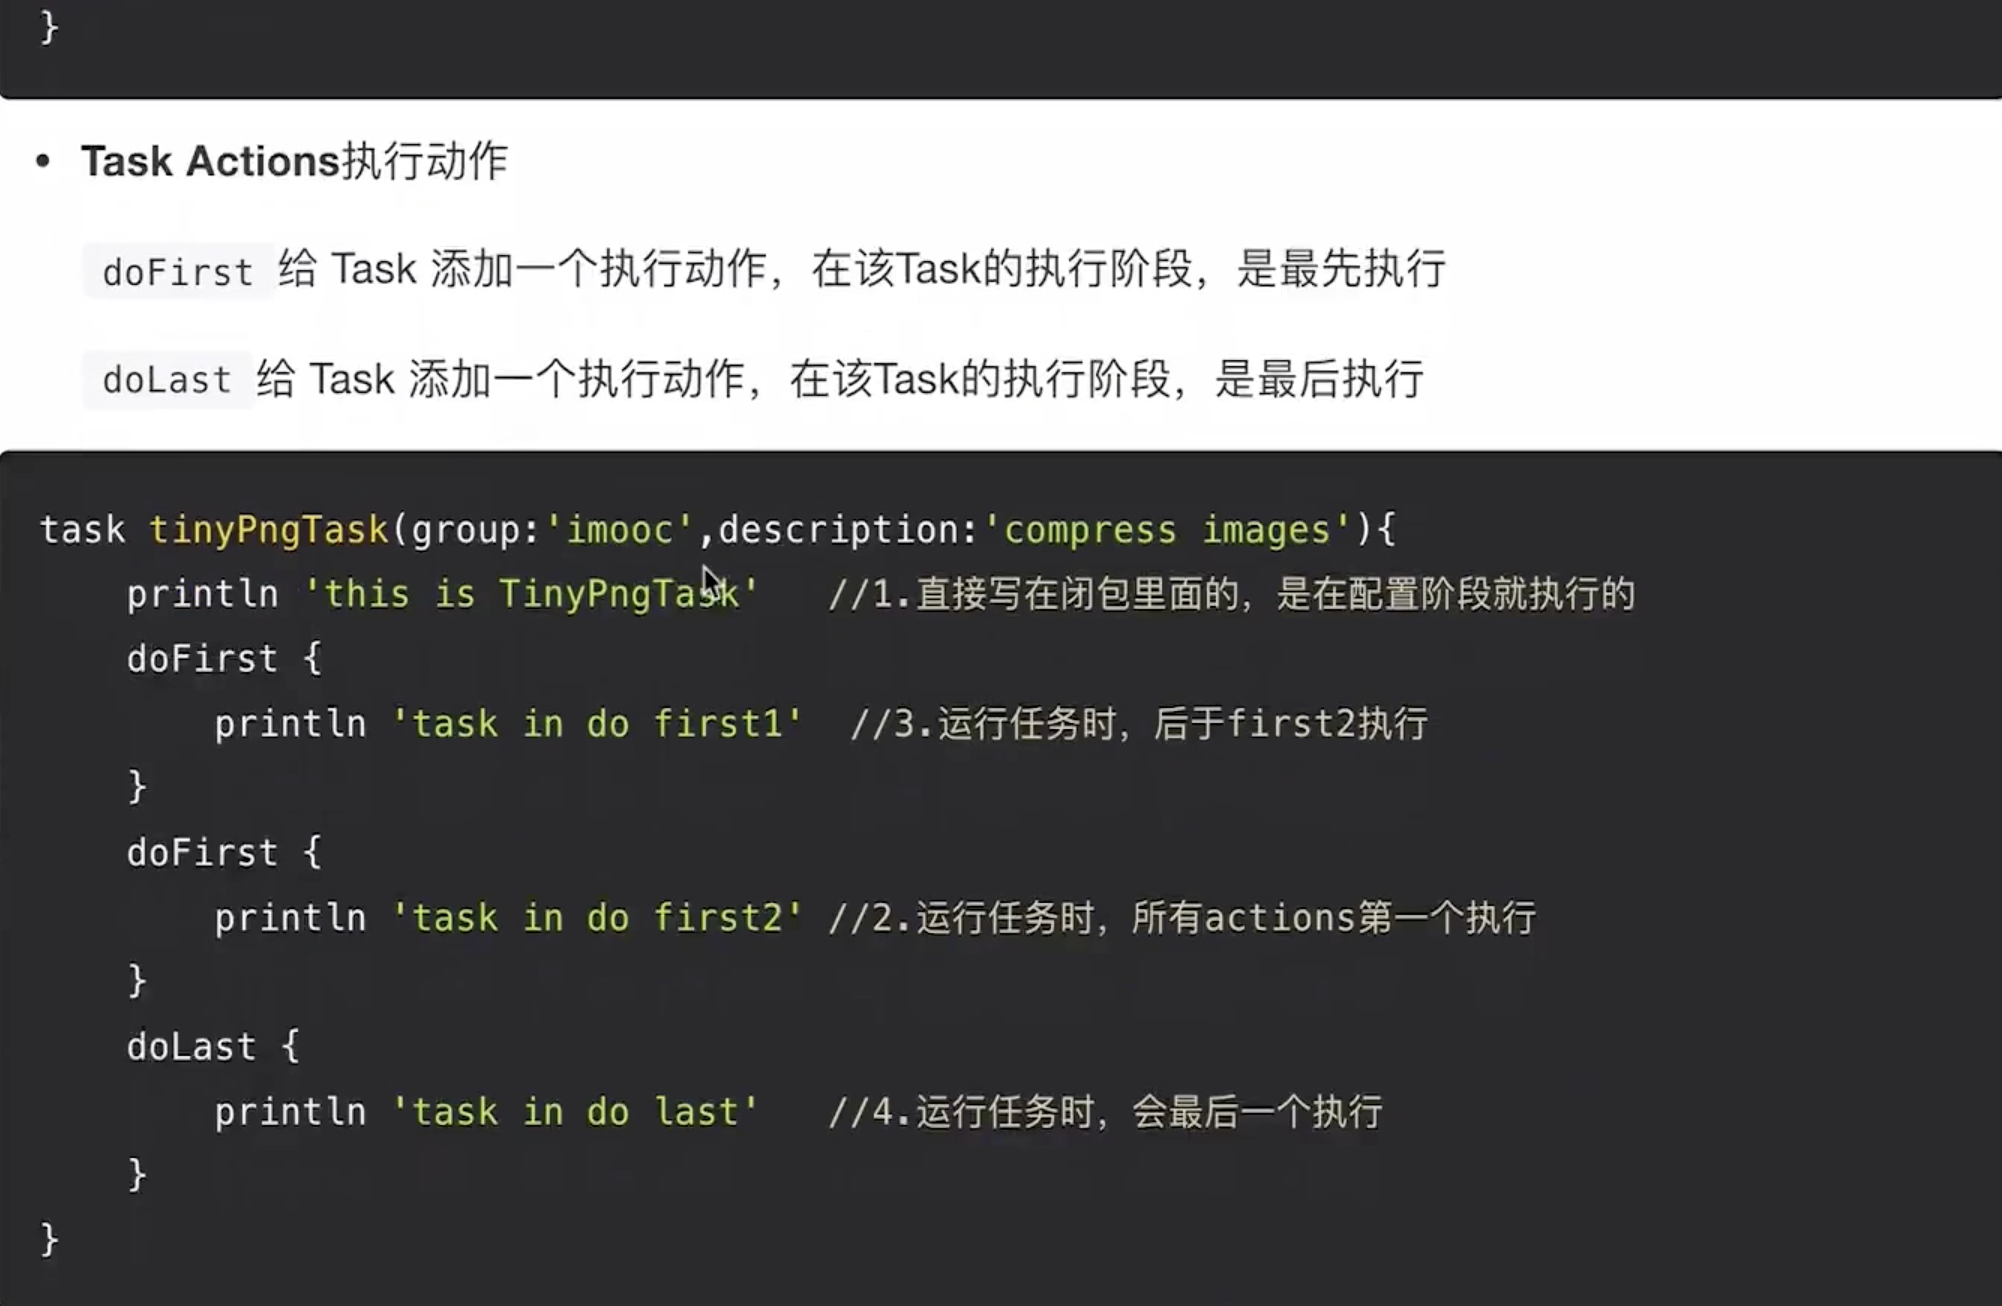 }
• Task Actions执行动作
doFirst 给 Task 添加一个执行动作，在该Task的执行阶段，是最先执行
doLast 给 Task 添加一个执行动作，在该Task的执行阶段，是最后执行
task tinyPngTask(group:'imooc',description:'compress images'){
    println 'this is TinyPngTask'   //1.直接写在闭包里面的，是在配置阶段就执行的
    doFirst {
        println 'task in do first1'  //3.运行任务时，后于first2执行
    }
    doFirst {
        println 'task in do first2' //2.运行任务时，所有actions第一个执行
    }
    doLast {
        println 'task in do last'   //4.运行任务时，会最后一个执行
    }
}